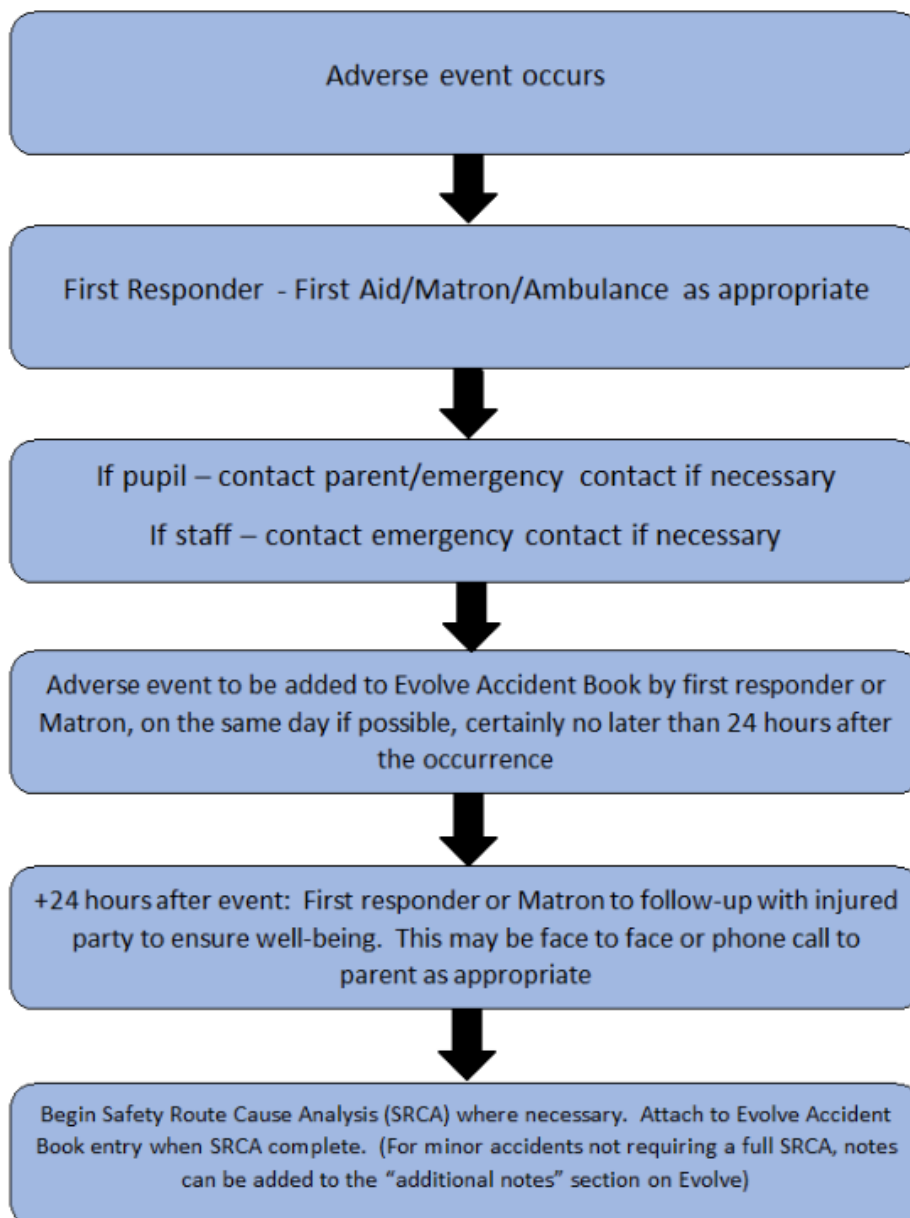 Adverse event occurs
First Responder - First Aid/Matron/Ambulance as appropriate
If pupil – contact parent/emergency contact if necessary
If staff – contact emergency contact if necessary
Adverse event to be added to Evolve Accident Book by first responder or
Matron, on the same day if possible, certainly no later than 24 hours after
the occurrence
+24 hours after event: First responder or Matron to follow-up with injured
party to ensure well-being. This may be face to face or phone call to
parent as appropriate
Begin Safety Route Cause Analysis (SRCA) where necessary. Attach to Evolve Accident
Book entry when SRCA complete. (For minor accidents not requiring a full SRCA, notes
can be added to the “additional notes” section on Evolve)